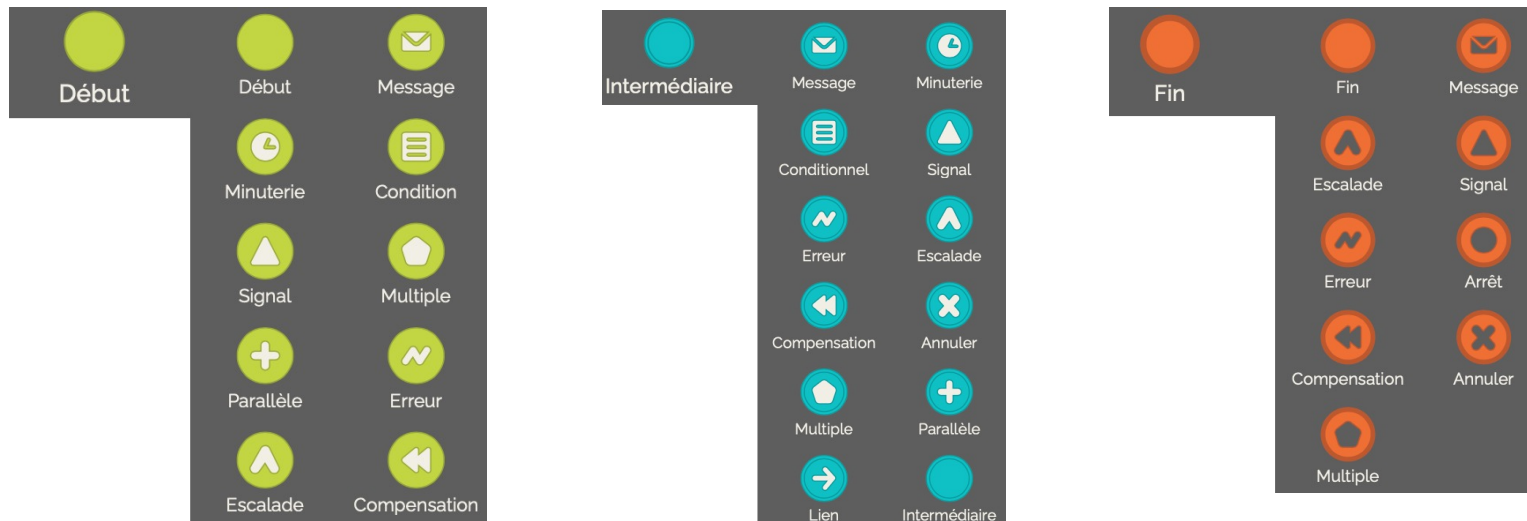 Début
Début
Message
Minuterie
Condition
Signal
Multiple
Parallèle
Erreur
Escalade
Compensation
Intermédiaire
Message
Minuterie
Conditionnel
Signal
Erreur
Escalade
Compensation
Annuler
Multiple
Parallèle
Lien
Intermédiaire
Fin
Fin
Message
Escalade
Signal
Erreur
Arrêt
Compensation
Annuler
Multiple